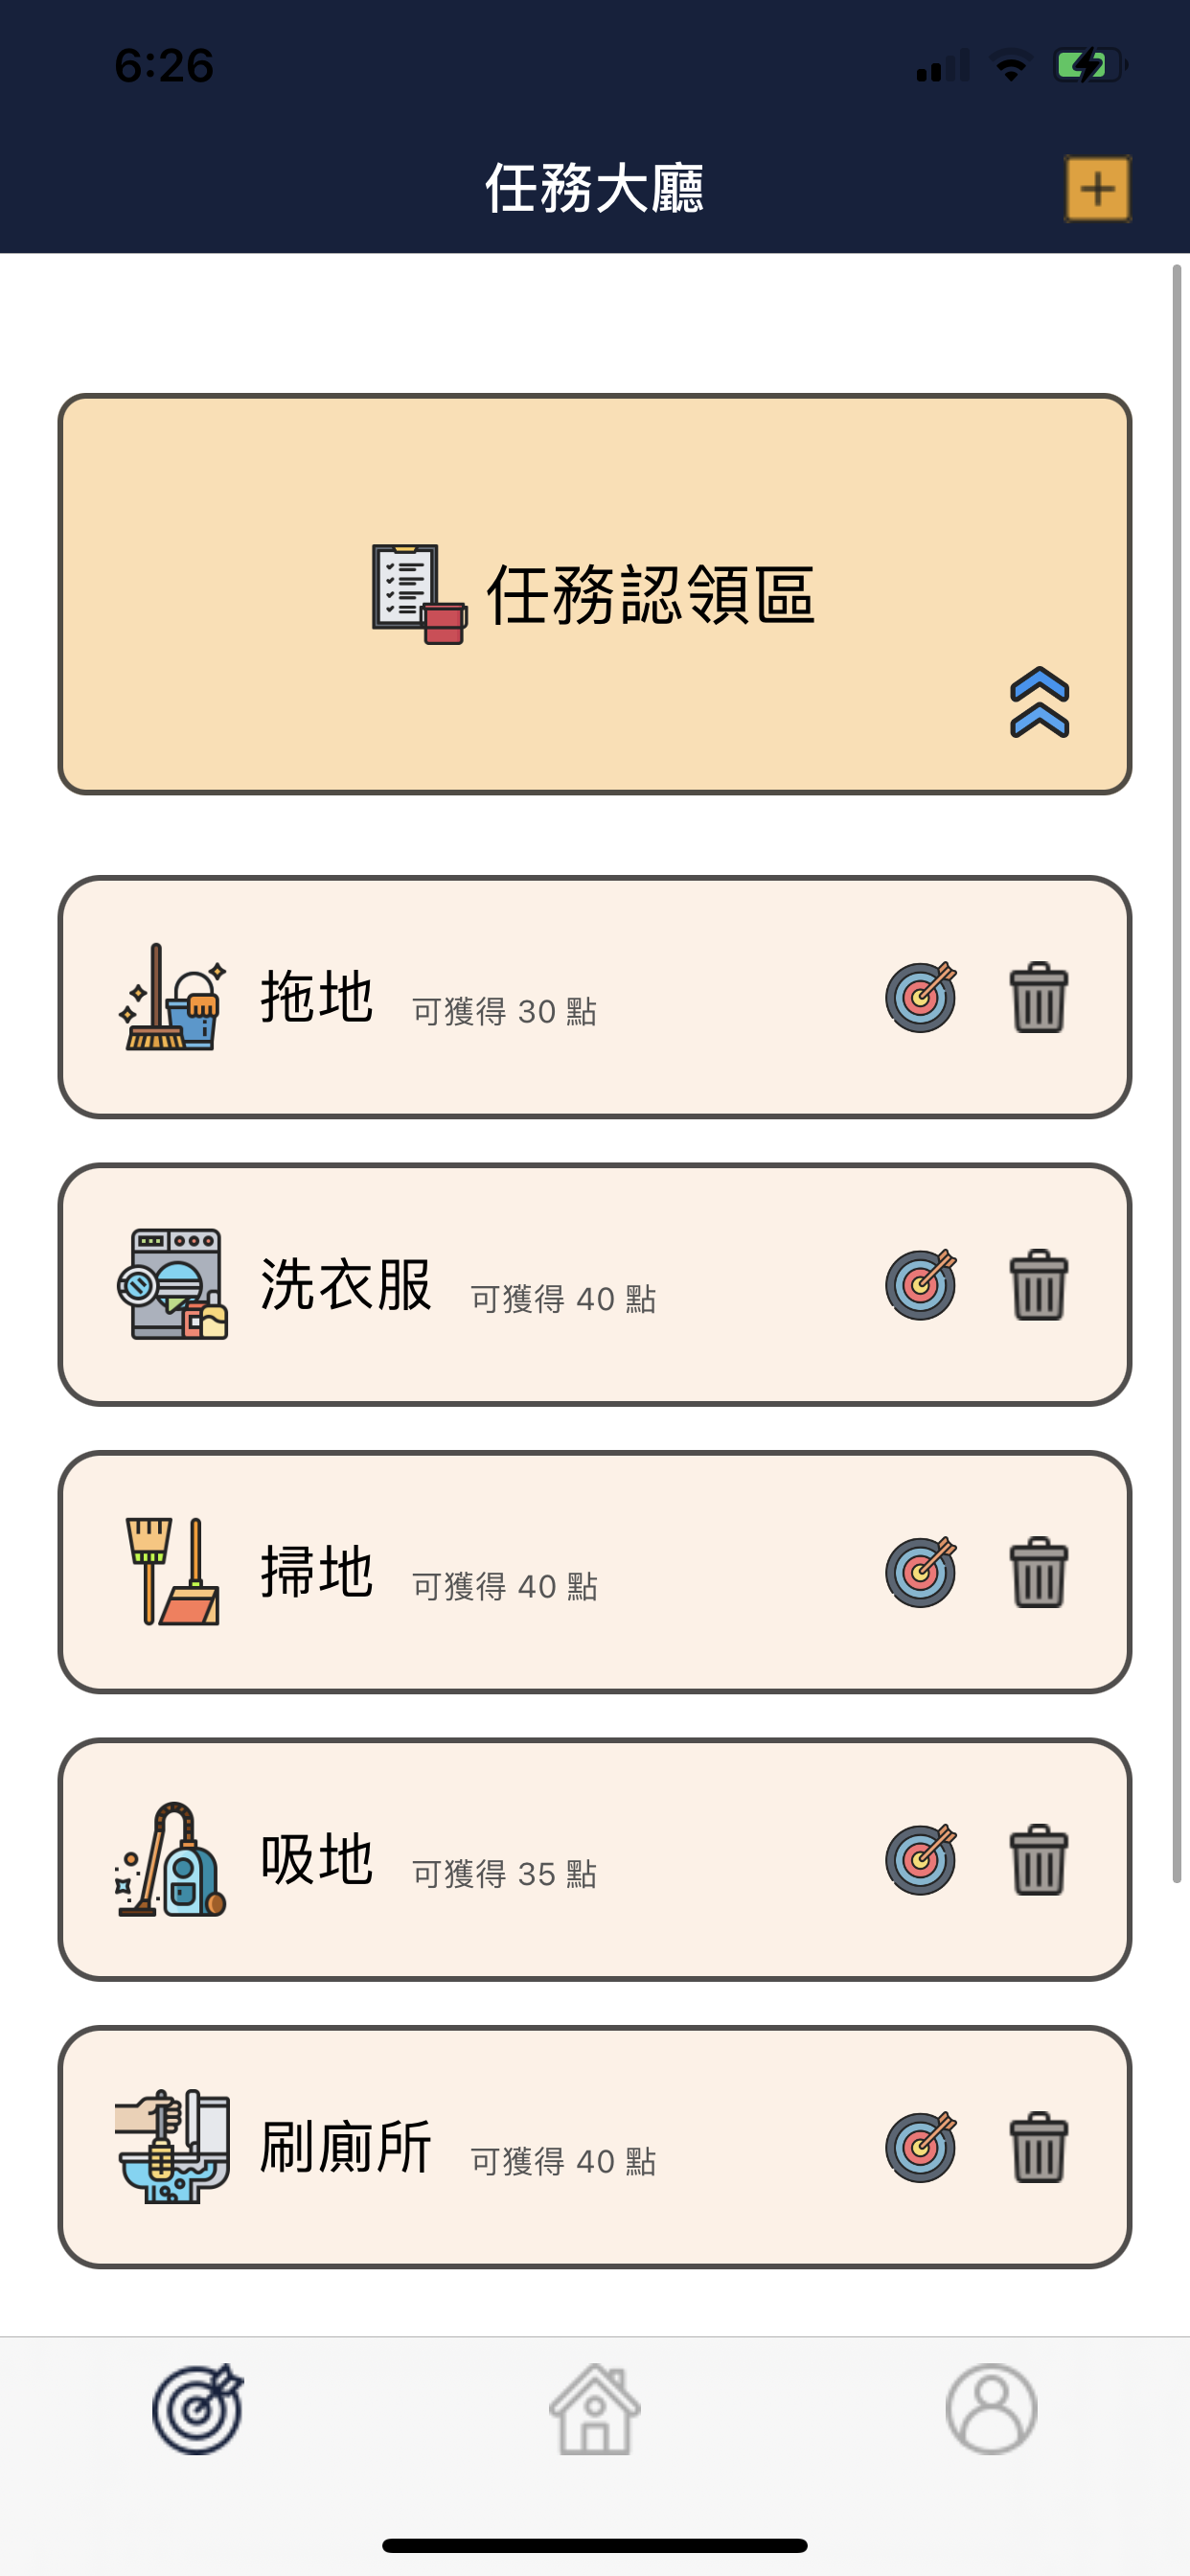 6:26
任務大廳
任務認領區
拖地 可獲得 30 點
洗衣服 可獲得 40 點
掃地 可獲得 40 點
吸地 可獲得 35 點
刷廁所 可獲得 40 點